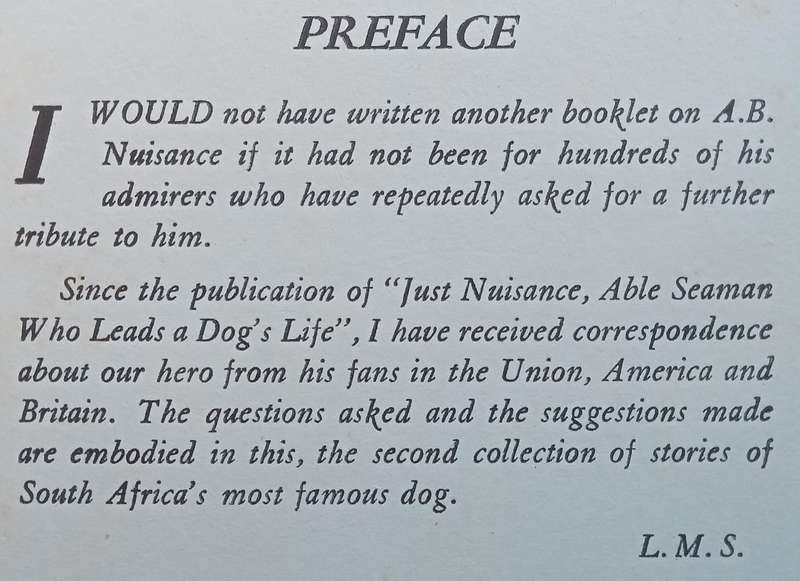 PREFACE
I WOULD not have written another booklet on A.B.
Nuisance if it had not been for hundreds of his
admirers who have repeatedly asked for a further
tribute to him.
Since the publication of “Just Nuisance, Able Seaman
Who Leads a Dog’s Life”, I have received correspondence
about our hero from his fans in the Union, America and
Britain. The questions asked and the suggestions made
are embodied in this, the second collection of stories of
South Africa’s most famous dog.
L. M. S.